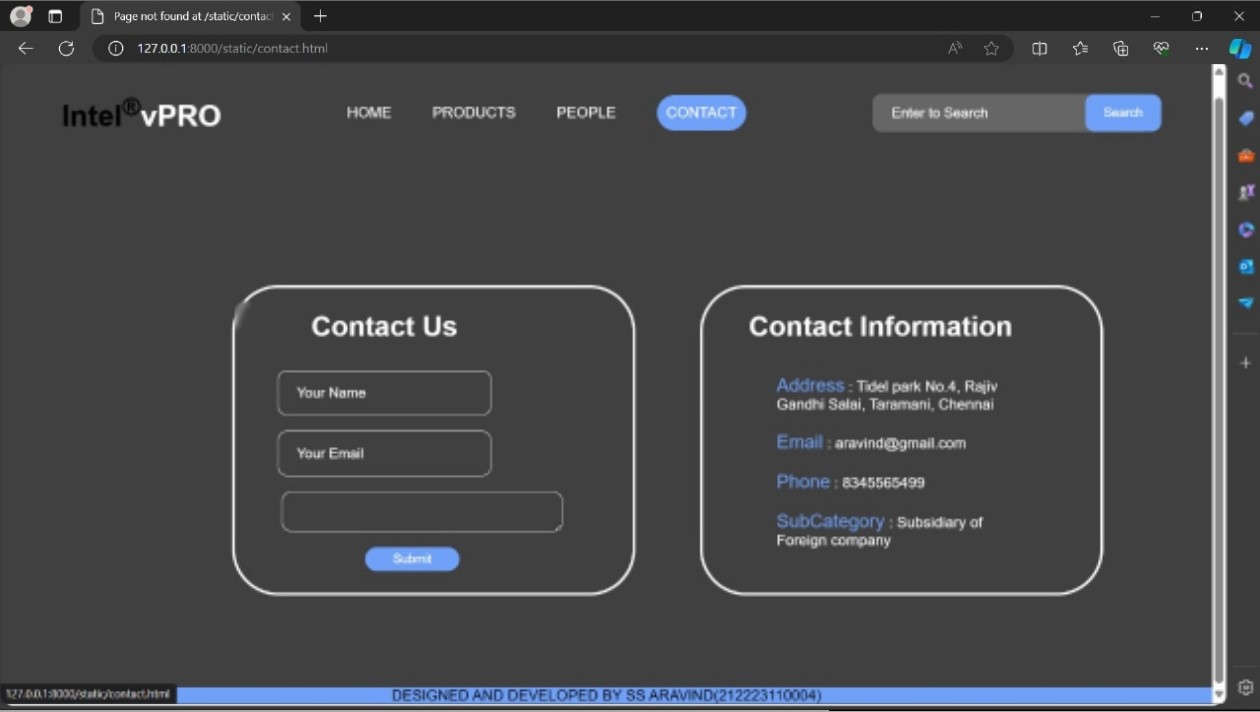 Page not found at /static/contac
127.0.0.1:8000/static/contact.html
Intel®vPRO
HOME
PRODUCTS
PEOPLE
CONTACT
Enter to Search
Search
Contact Us
Your Name
Your Email
Submit
Contact Information
Address : Tidel park No.4, Rajiv
Gandhi Salai, Taramani, Chennai
Email : aravind@gmail.com
Phone : 8345565499
SubCategory : Subsidiary of
Foreign company
127.0.0.1:8000/static/contact.html
DESIGNED AND DEVELOPED BY SS ARAVIND(212223110004)